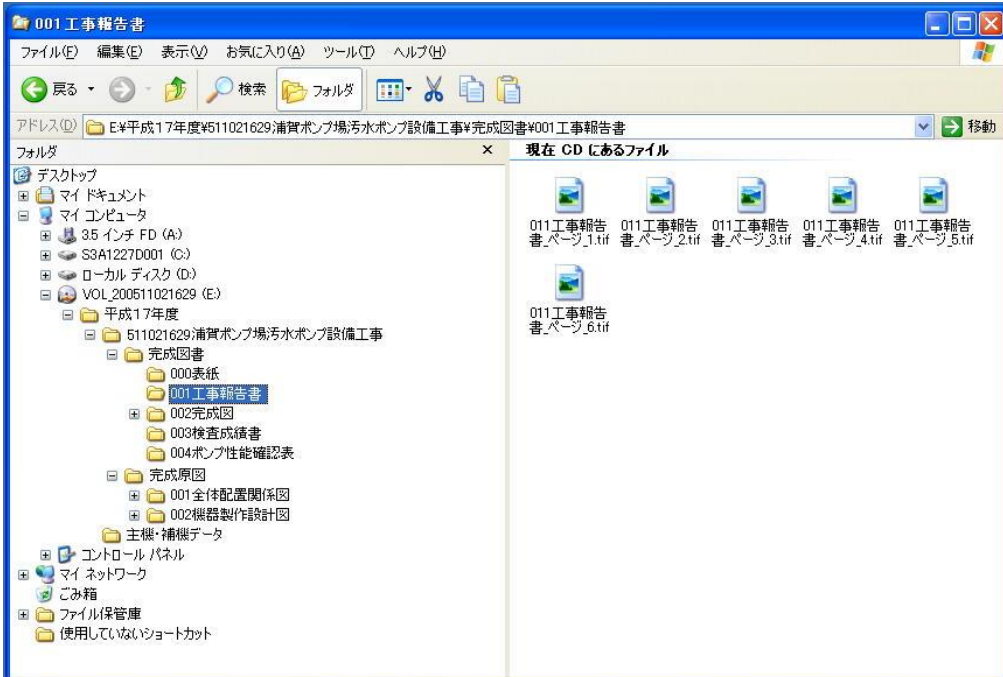 001工事報告書
ファイル(F) 編集(E) 表示(V) お気に入り(A) ツール(T) ヘルプ(H)
戻る 検索 フォルダ
アドレス(D) E:¥平成17年度¥511021629浦賀ポンプ場汚水ポンプ設備工事¥完成図書¥001工事報告書 移動
フォルダ ×
デスクトップ
マイ ドキュメント
マイ コンピュータ
3.5 インチ FD (A:)
S3A1227D001 (C:)
ローカル ディスク (D:)
VOL_200511021629 (E:)
平成17年度
511021629浦賀ポンプ場汚水ポンプ設備工事
完成図書
000表紙
001工事報告書
002完成図
003検査成績書
004ポンプ性能確認表
完成原図
001全体配置関係図
002機器製作設計図
主機・補機データ
コントロール パネル
マイ ネットワーク
ごみ箱
ファイル保管庫
使用していないショートカット
現在 CD にあるファイル
011工事報告書_ページ_1.tif
011工事報告書_ページ_2.tif
011工事報告書_ページ_3.tif
011工事報告書_ページ_4.tif
011工事報告書_ページ_5.tif
011工事報告書_ページ_6.tif